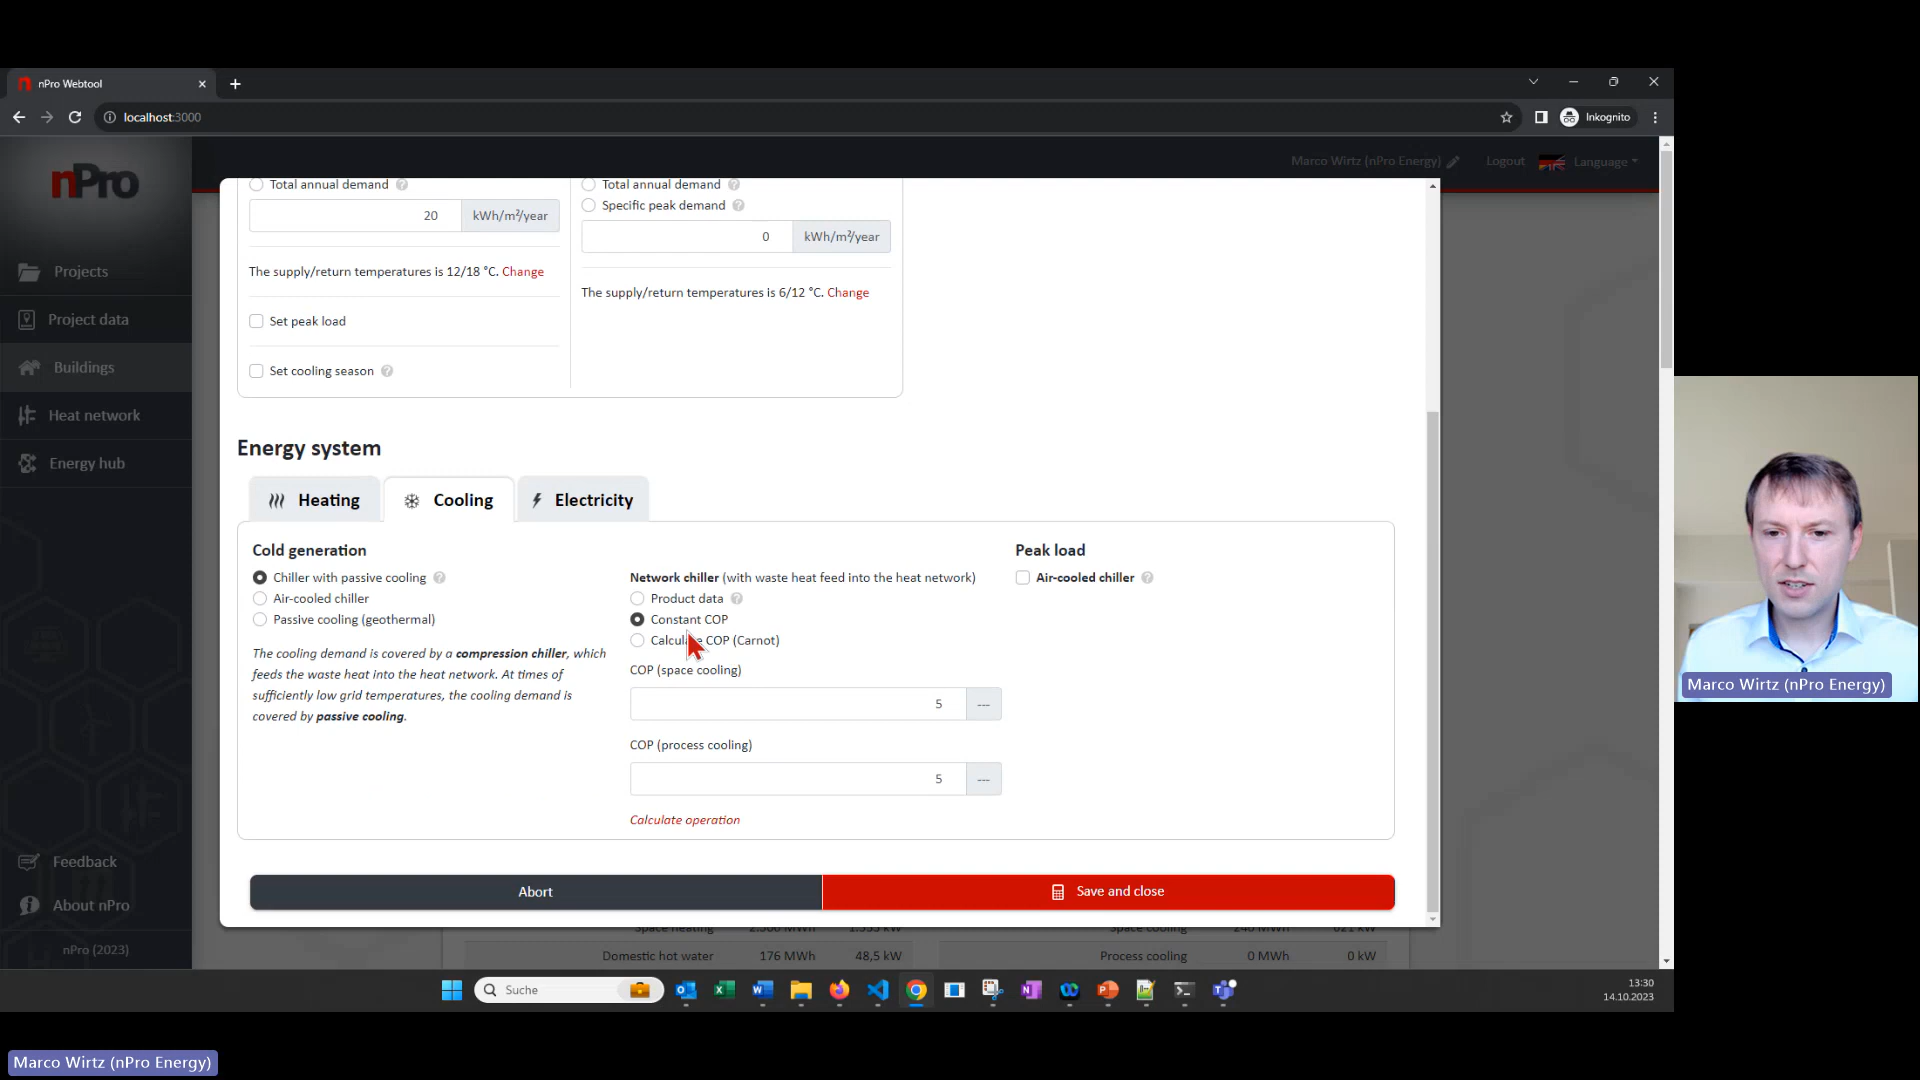 nPro Webtool
localhost:3000
Inkognito
nPro
Marco Wirtz (nPro Energy)
Logout
Language
Projects
Project data
Buildings
Heat network
Energy hub
Feedback
About nPro
nPro (2023)
Total annual demand
20 kWh/m²/year
The supply/return temperatures is 12/18 °C. Change
Set peak load
Set cooling season
Total annual demand
Specific peak demand
0 kWh/m²/year
The supply/return temperatures is 6/12 °C. Change
Energy system
Heating
Cooling
Electricity
Cold generation
Chiller with passive cooling
Air-cooled chiller
Passive cooling (geothermal)
The cooling demand is covered by a compression chiller, which
feeds the waste heat into the heat network. At times of
sufficiently low grid temperatures, the cooling demand is
covered by passive cooling.
Network chiller (with waste heat feed into the heat network)
Product data
Constant COP
Calculate COP (Carnot)
COP (space cooling)
5 ---
COP (process cooling)
5 ---
Calculate operation
Peak load
Air-cooled chiller
Abort
Save and close
Space heating
Space cooling
Domestic hot water 176 MWh 48,5 kW
Process cooling 0 MWh 0 kW
Suche
13:30
14.10.2023
Marco Wirtz (nPro Energy)
Marco Wirtz (nPro Energy)